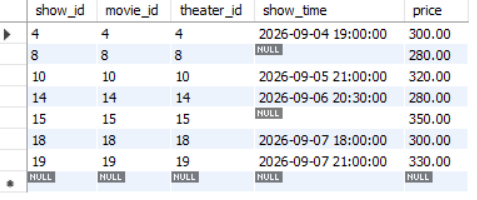 show_id movie_id theater_id show_time price
4 4 4 2026-09-04 19:00:00 300.00
8 8 8 NULL 280.00
10 10 10 2026-09-05 21:00:00 320.00
14 14 14 2026-09-06 20:30:00 280.00
15 15 15 NULL 350.00
18 18 18 2026-09-07 18:00:00 300.00
19 19 19 2026-09-07 21:00:00 330.00
NULL NULL NULL NULL NULL